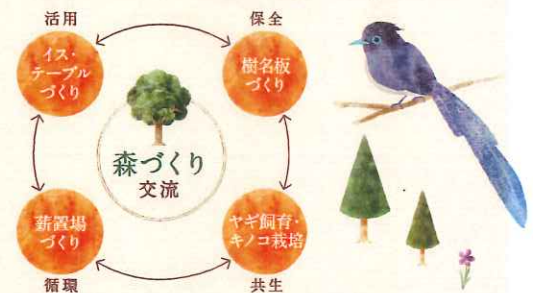 活用
保全
イス・
テーブル
づくり
樹名板
づくり
森づくり
交流
薪置場
づくり
ヤギ飼育・
キノコ栽培
循環
共生